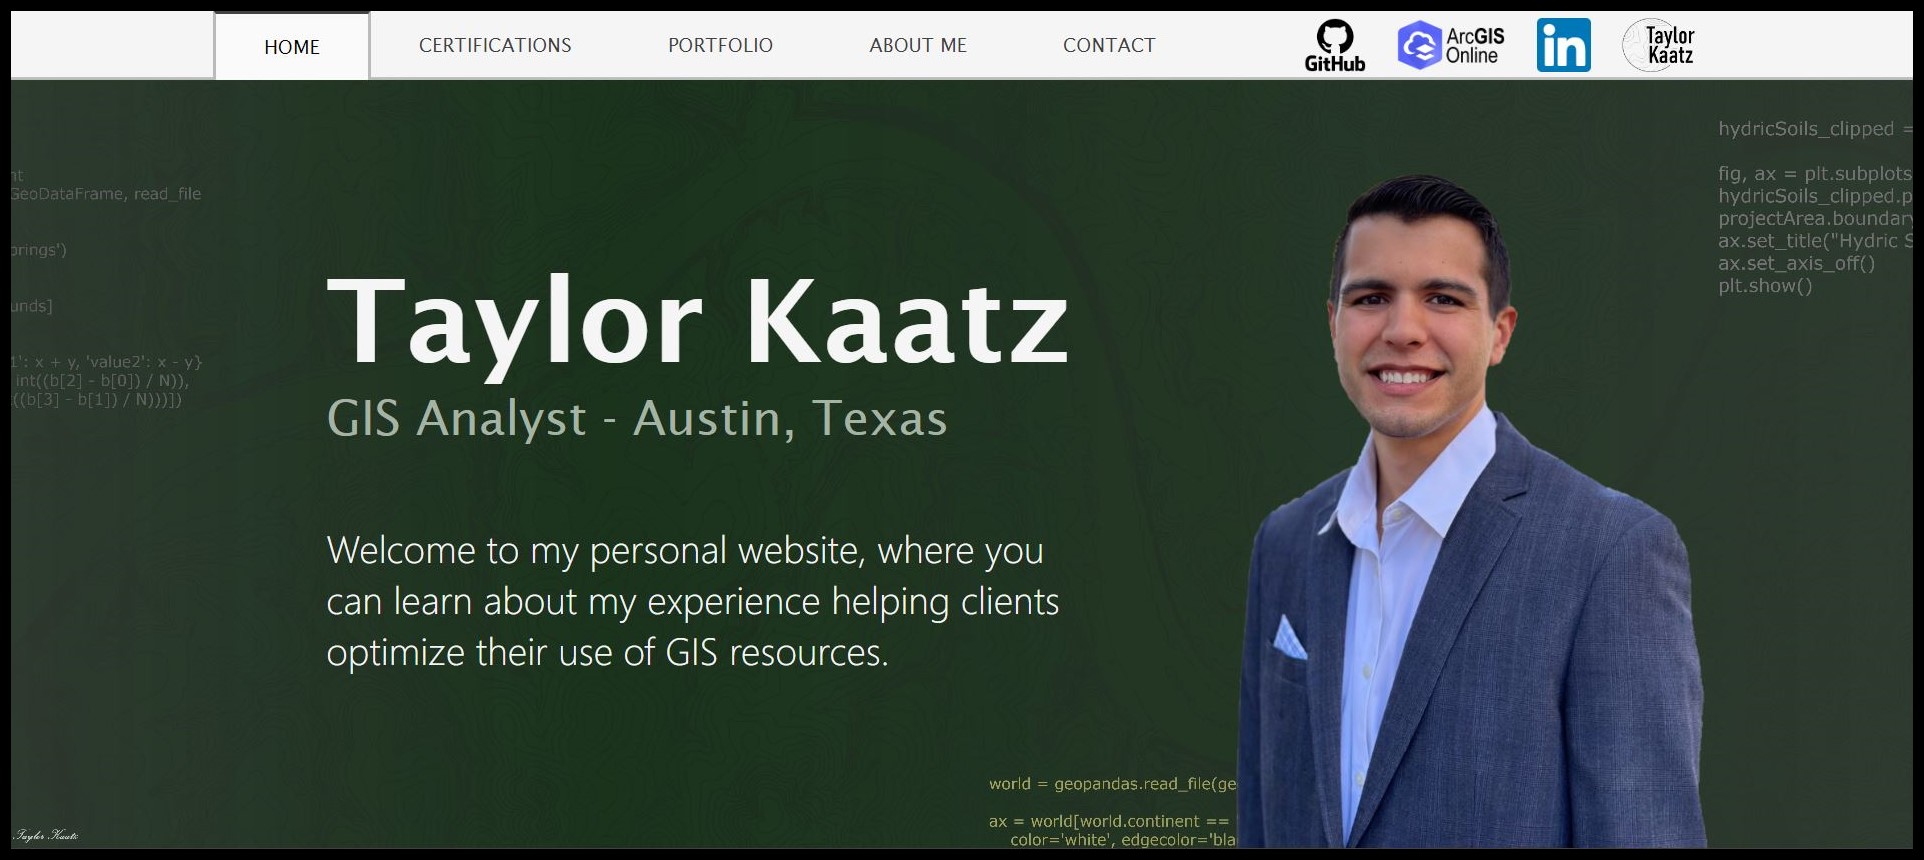 HOME
CERTIFICATIONS
PORTFOLIO
ABOUT ME
CONTACT
GitHub
ArcGIS
Online
in
Taylor
Kaatz
nt
GeoDataFrame, read_file
orings')
unds]
1': x + y, 'value2': x - y}
int((b[2] - b[0]) / N)),
((b[3] - b[1]) / N)))])
hydricSoils_clipped =
fig, ax = plt.subplots
hydricSoils_clipped.p
projectArea.boundary
ax.set_title("Hydric S
ax.set_axis_off()
plt.show()
Taylor Kaatz
GIS Analyst - Austin, Texas
Welcome to my personal website, where you
can learn about my experience helping clients
optimize their use of GIS resources.
world = geopandas.read_file(ge
ax = world[world.continent ==
color='white', edgecolor='bla
Taylor Kaatz